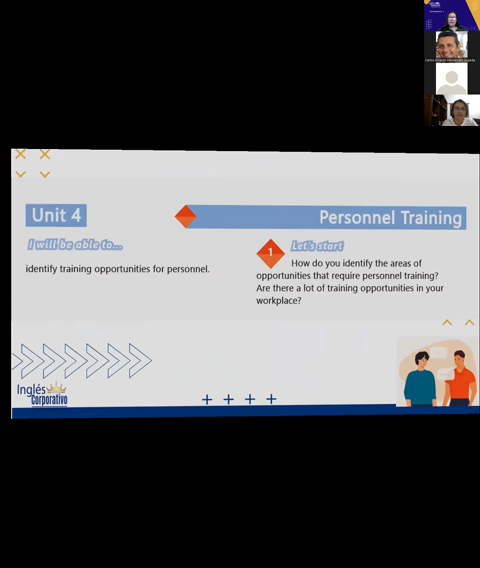 Unit 4
Personnel Training
I will be able to...
identify training opportunities for personnel.
1
Let's start
How do you identify the areas of
opportunities that require personnel training?
Are there a lot of training opportunities in your
workplace?
Inglés
Corporativo